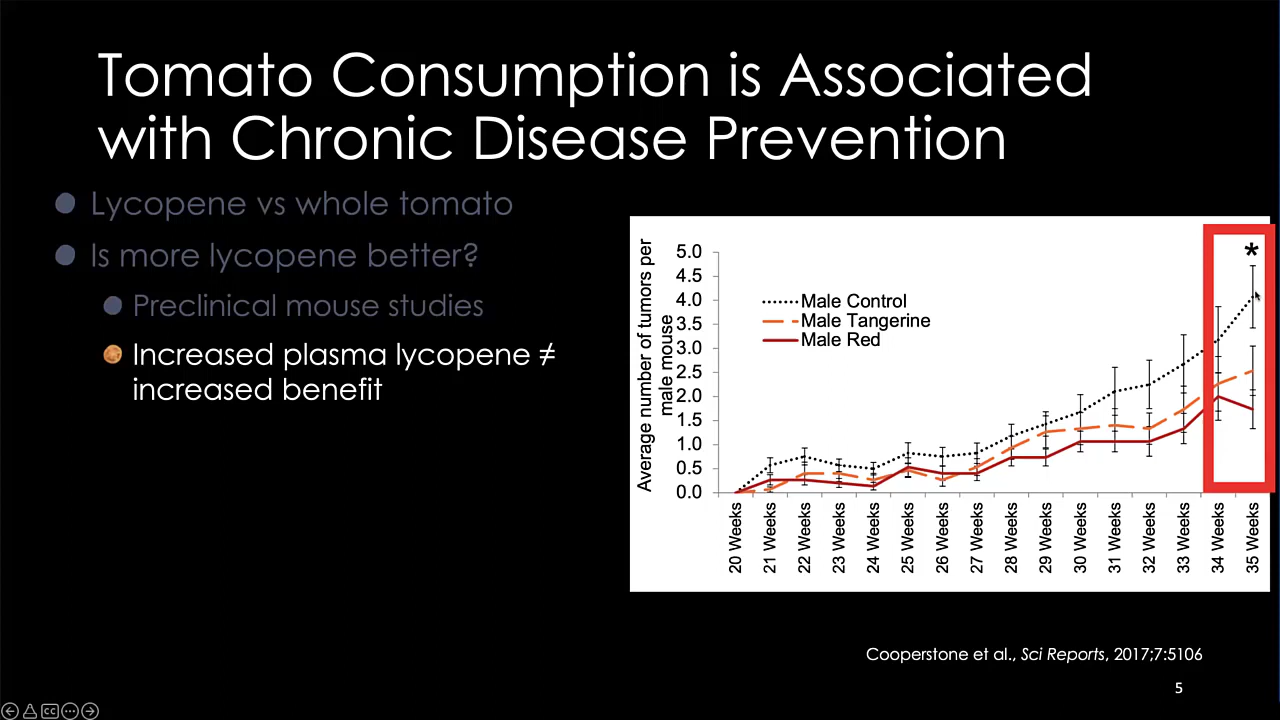 Tomato Consumption is Associated
with Chronic Disease Prevention
Lycopene vs whole tomato
Is more lycopene better?
Preclinical mouse studies
Increased plasma lycopene ≠
increased benefit
Average number of tumors per
male mouse
5.0
4.5
4.0
3.5
3.0
2.5
2.0
1.5
1.0
0.5
0.0
*
Male Control
Male Tangerine
Male Red
20 Weeks
21 Weeks
22 Weeks
23 Weeks
24 Weeks
25 Weeks
26 Weeks
27 Weeks
28 Weeks
29 Weeks
30 Weeks
31 Weeks
32 Weeks
33 Weeks
34 Weeks
35 Weeks
Cooperstone et al., Sci Reports, 2017;7:5106
5
CC